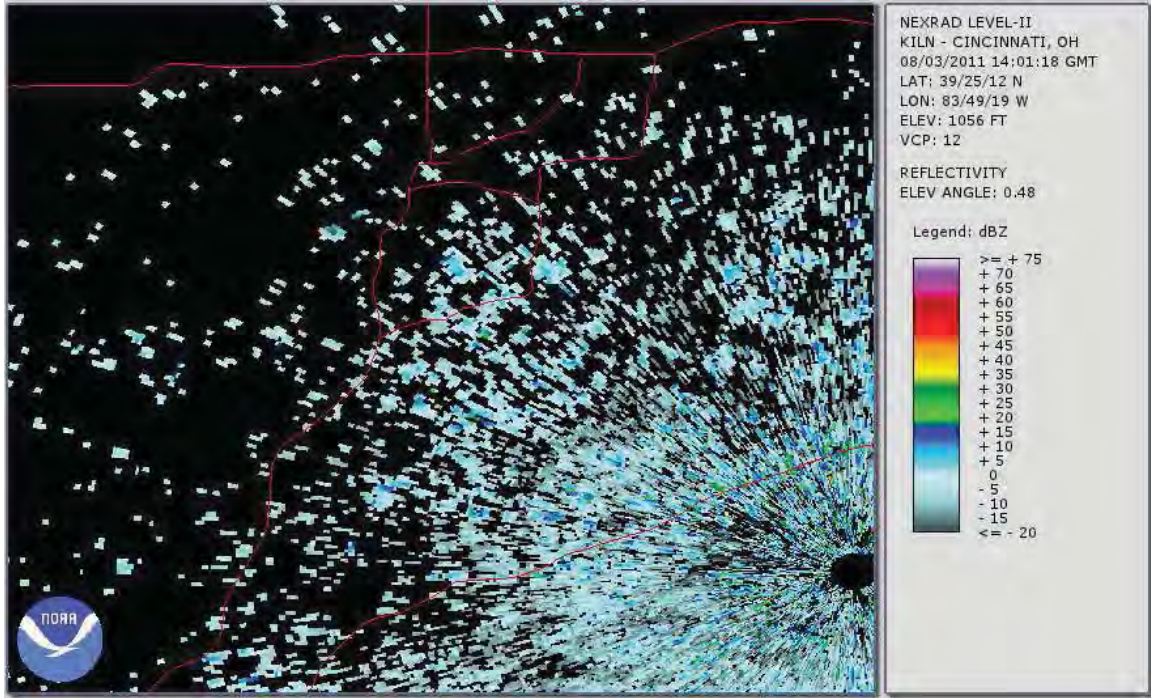 NEXRAD LEVEL-II
KILN - CINCINNATI, OH
08/03/2011 14:01:18 GMT
LAT: 39/25/12 N
LON: 83/49/19 W
ELEV: 1056 FT
VCP: 12
REFLECTIVITY
ELEV ANGLE: 0.48
Legend: dBZ
>= + 75
+ 70
+ 65
+ 60
+ 55
+ 50
+ 45
+ 40
+ 35
+ 30
+ 25
+ 20
+ 15
+ 10
+ 5
0
- 5
- 10
- 15
<= - 20
NOAA